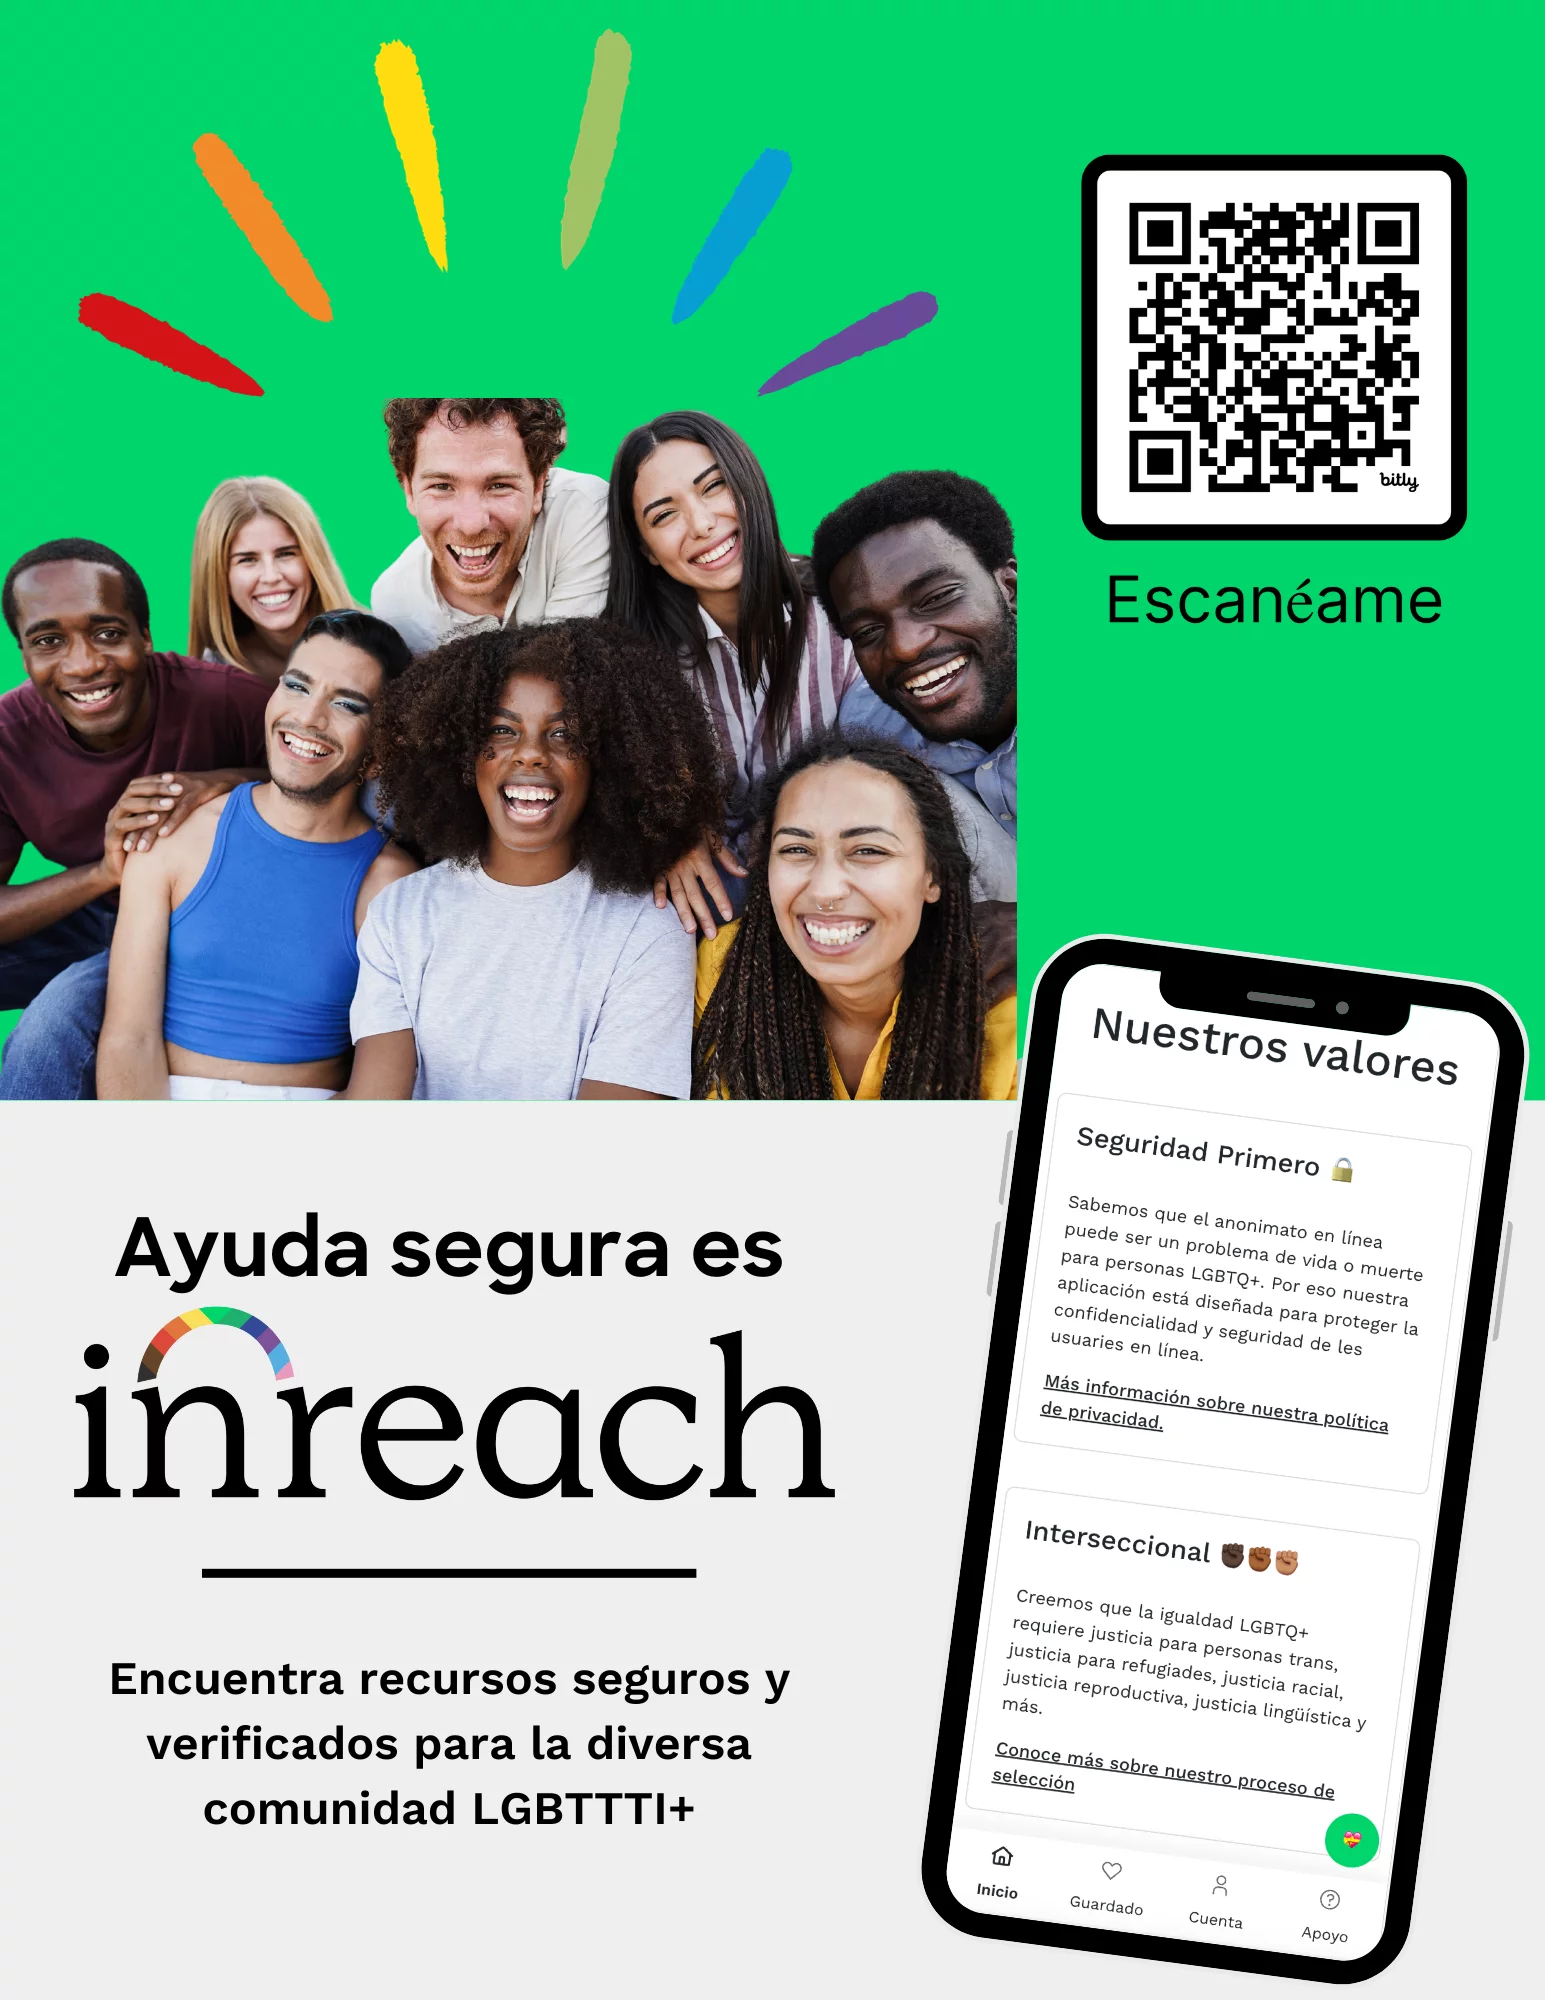 bitly
Escanéame
Ayuda segura es
inreach
Encuentra recursos seguros y
verificados para la diversa
comunidad LGBTTTI+
Nuestros valores
Seguridad Primero 🔒
Sabemos que el anonimato en línea
puede ser un problema de vida o muerte
para personas LGBTQ+. Por eso nuestra
aplicación está diseñada para proteger la
confidencialidad y seguridad de les
usuaries en línea.
Más información sobre nuestra política
de privacidad.
Interseccional ✊🏿✊🏾✊🏽
Creemos que la igualdad LGBTQ+
requiere justicia para personas trans,
justicia para refugiades, justicia racial,
justicia reproductiva, justicia lingüística y
más.
Conoce más sobre nuestro proceso de
selección
Inicio
Guardado
Cuenta
Apoyo